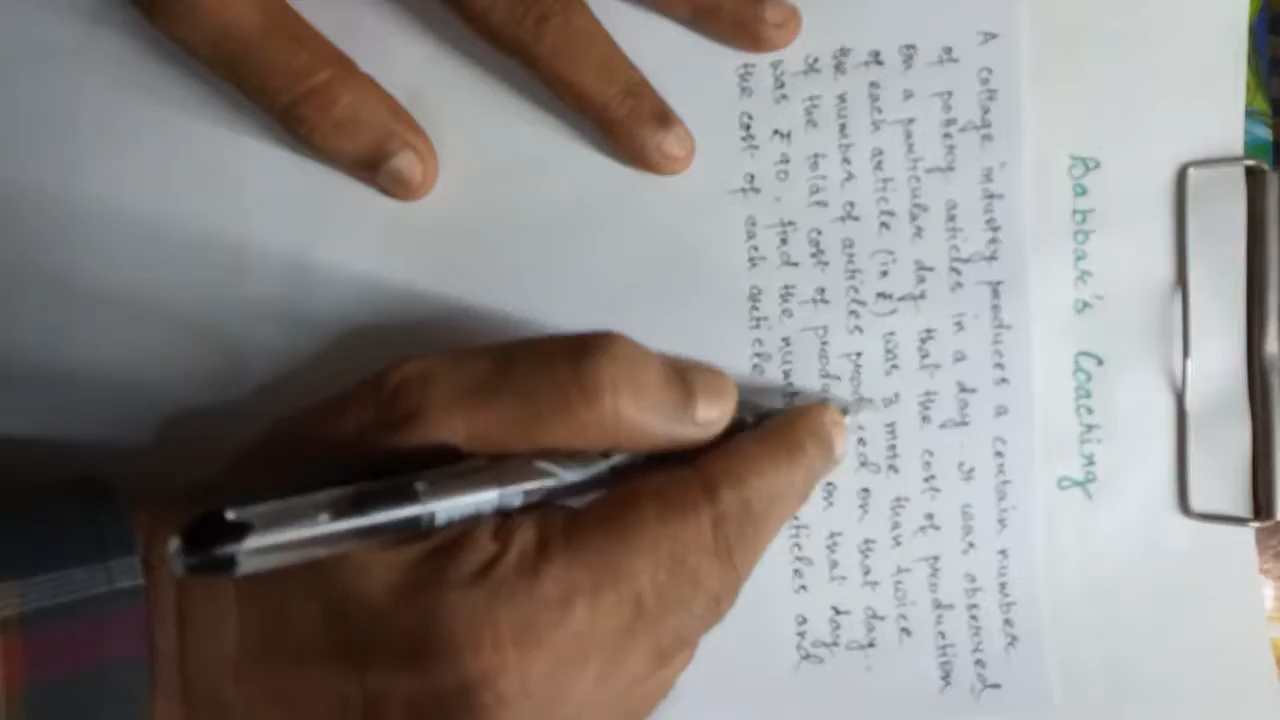 Babbar's Coaching
A cottage industry produces a certain number
of pottery articles in a day. It was observed
on a particular day that the cost of production
of each article (in ₹) was 3 more than twice
the number of articles produced on that day.
If the total cost of production on that day
was ₹ 90, find the number articles and
the cost of each article